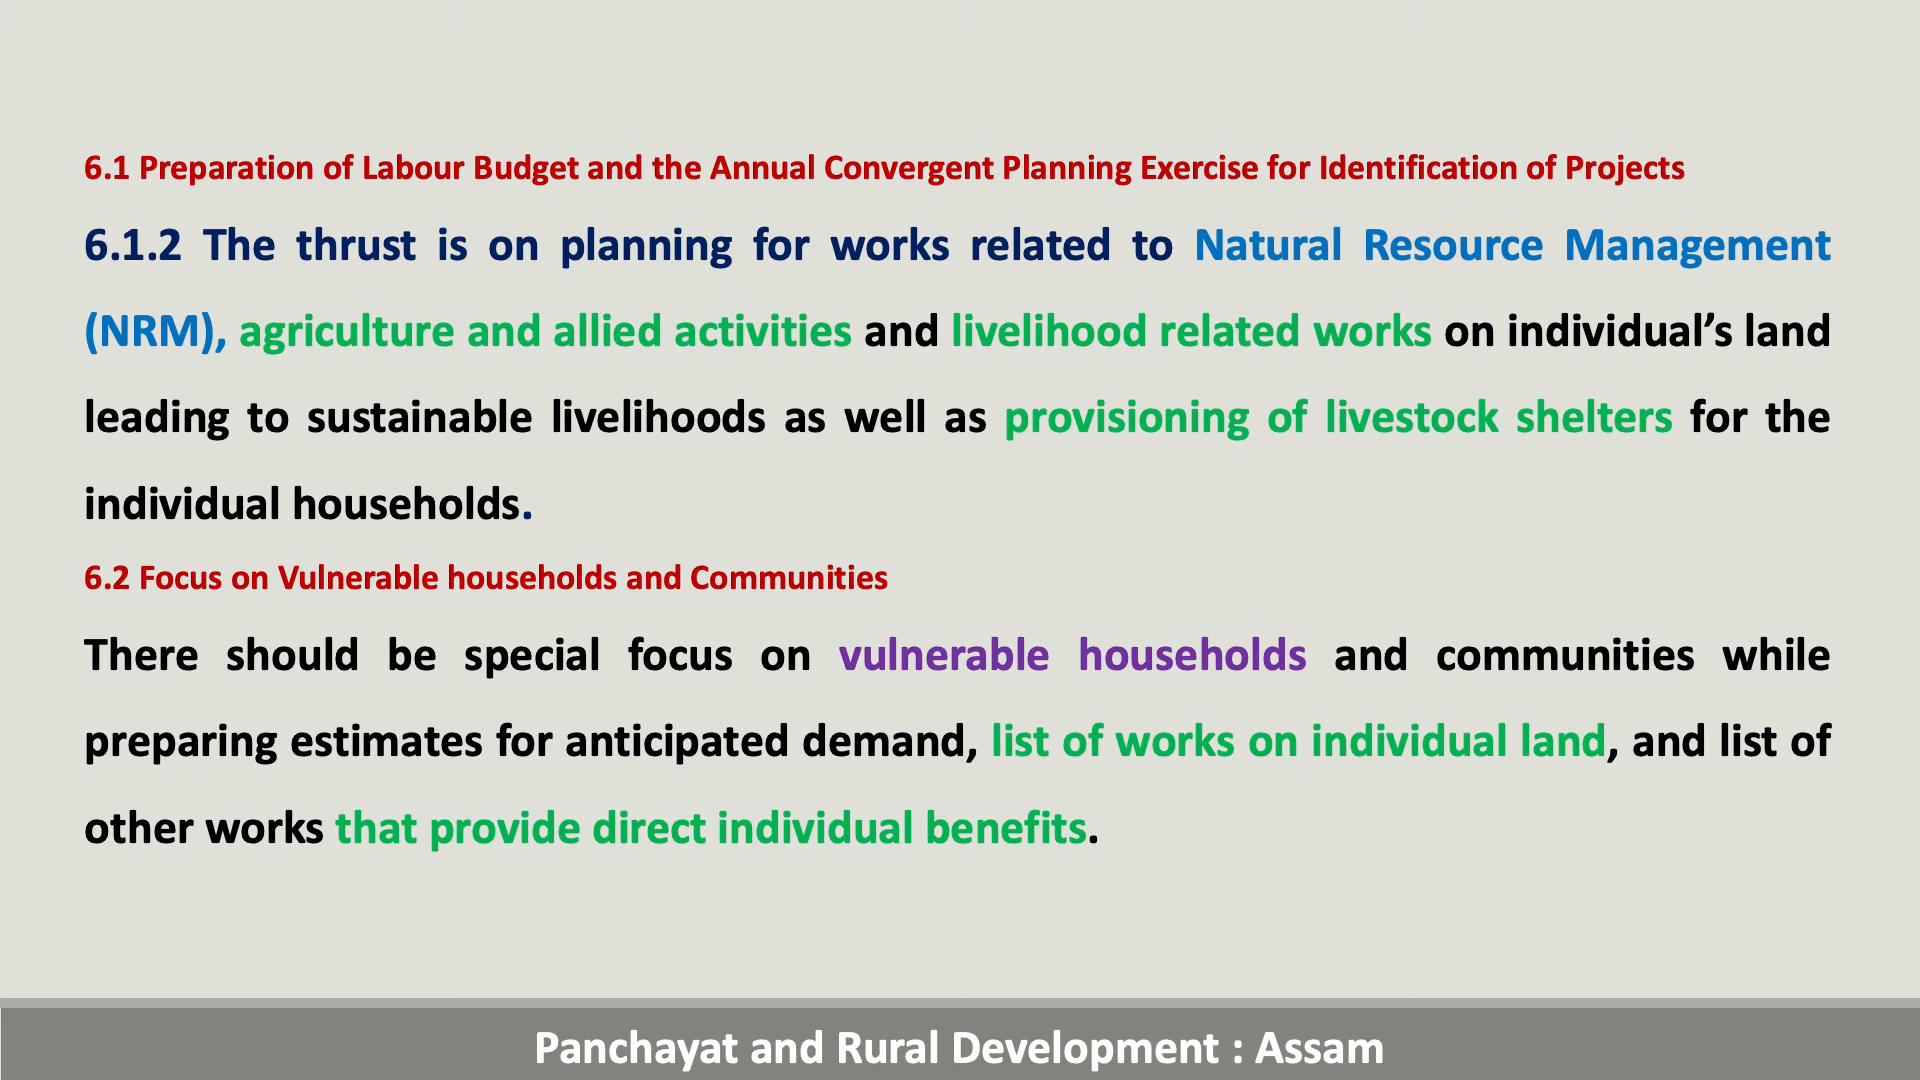 6.1 Preparation of Labour Budget and the Annual Convergent Planning Exercise for Identification of Projects
6.1.2 The thrust is on planning for works related to Natural Resource Management
(NRM), agriculture and allied activities and livelihood related works on individual’s land
leading to sustainable livelihoods as well as provisioning of livestock shelters for the
individual households.
6.2 Focus on Vulnerable households and Communities
There should be special focus on vulnerable households and communities while
preparing estimates for anticipated demand, list of works on individual land, and list of
other works that provide direct individual benefits.
Panchayat and Rural Development : Assam